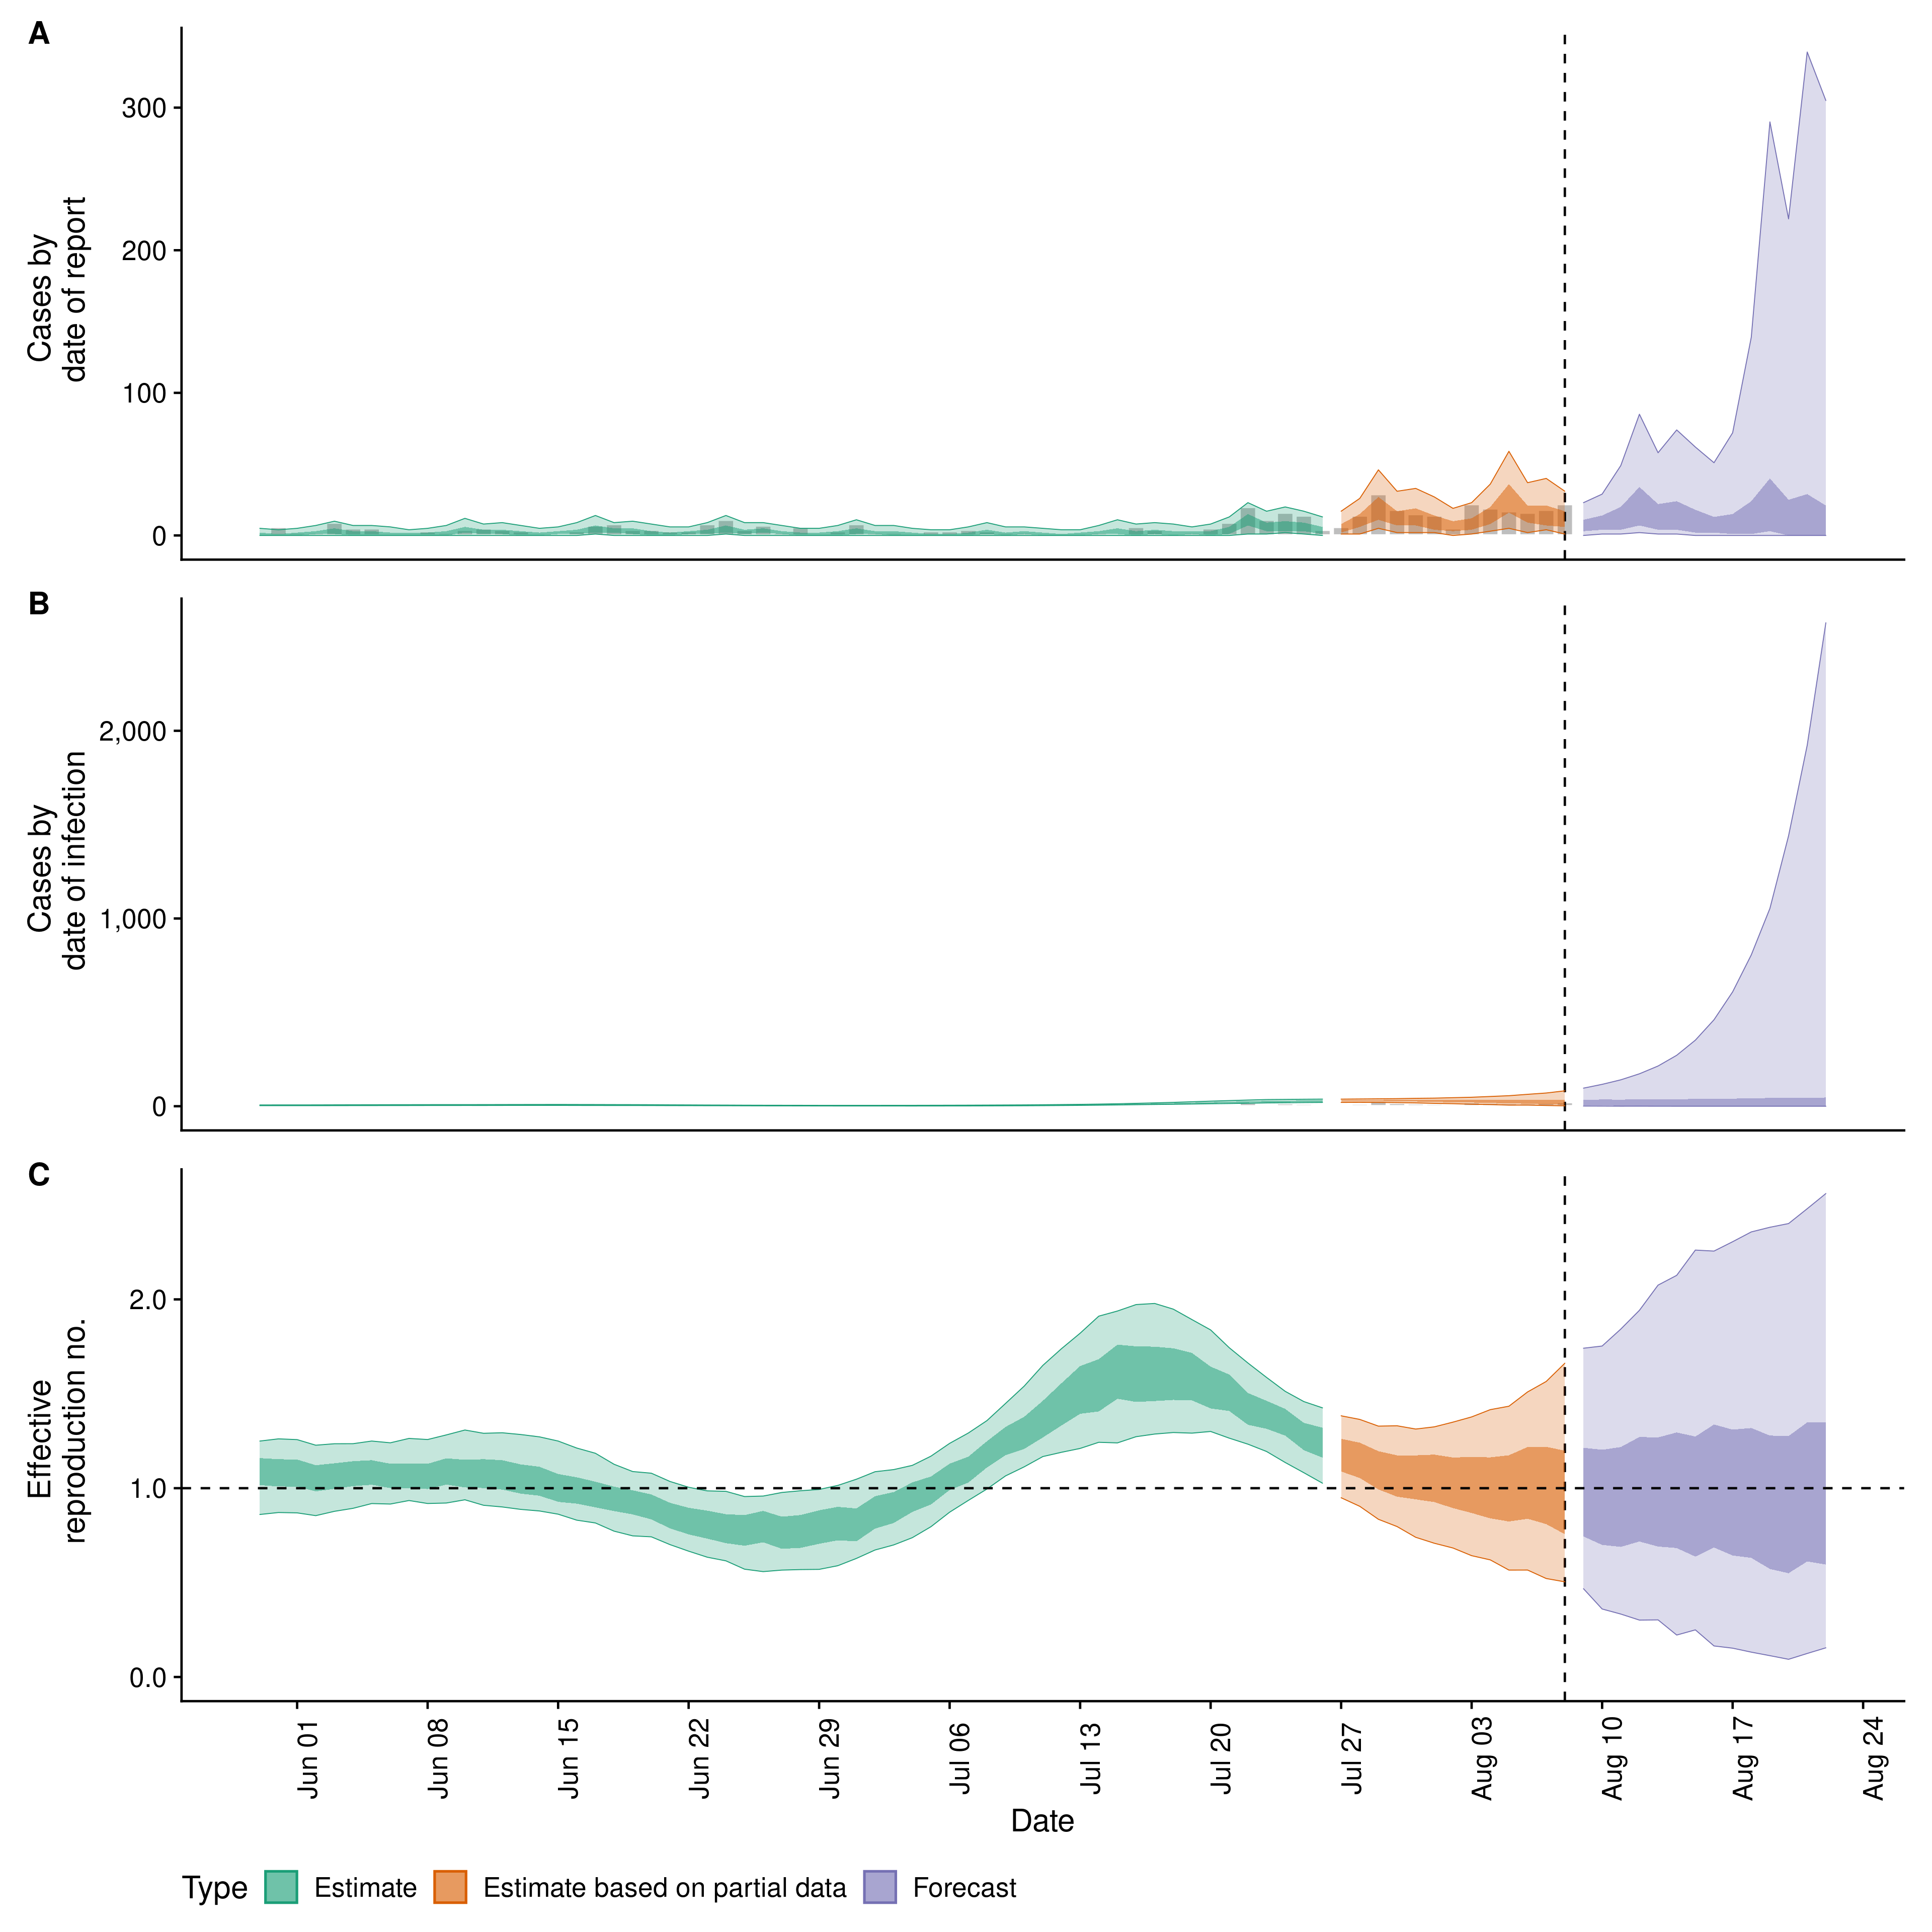 A
Cases by
date of report
300
200
100
0
B
Cases by
date of infection
2,000
1,000
0
C
Effective
reproduction no.
2.0
1.0
0.0
Jun 01
Jun 08
Jun 15
Jun 22
Jun 29
Jul 06
Jul 13
Jul 20
Jul 27
Aug 03
Aug 10
Aug 17
Aug 24
Date
Type Estimate Estimate based on partial data Forecast